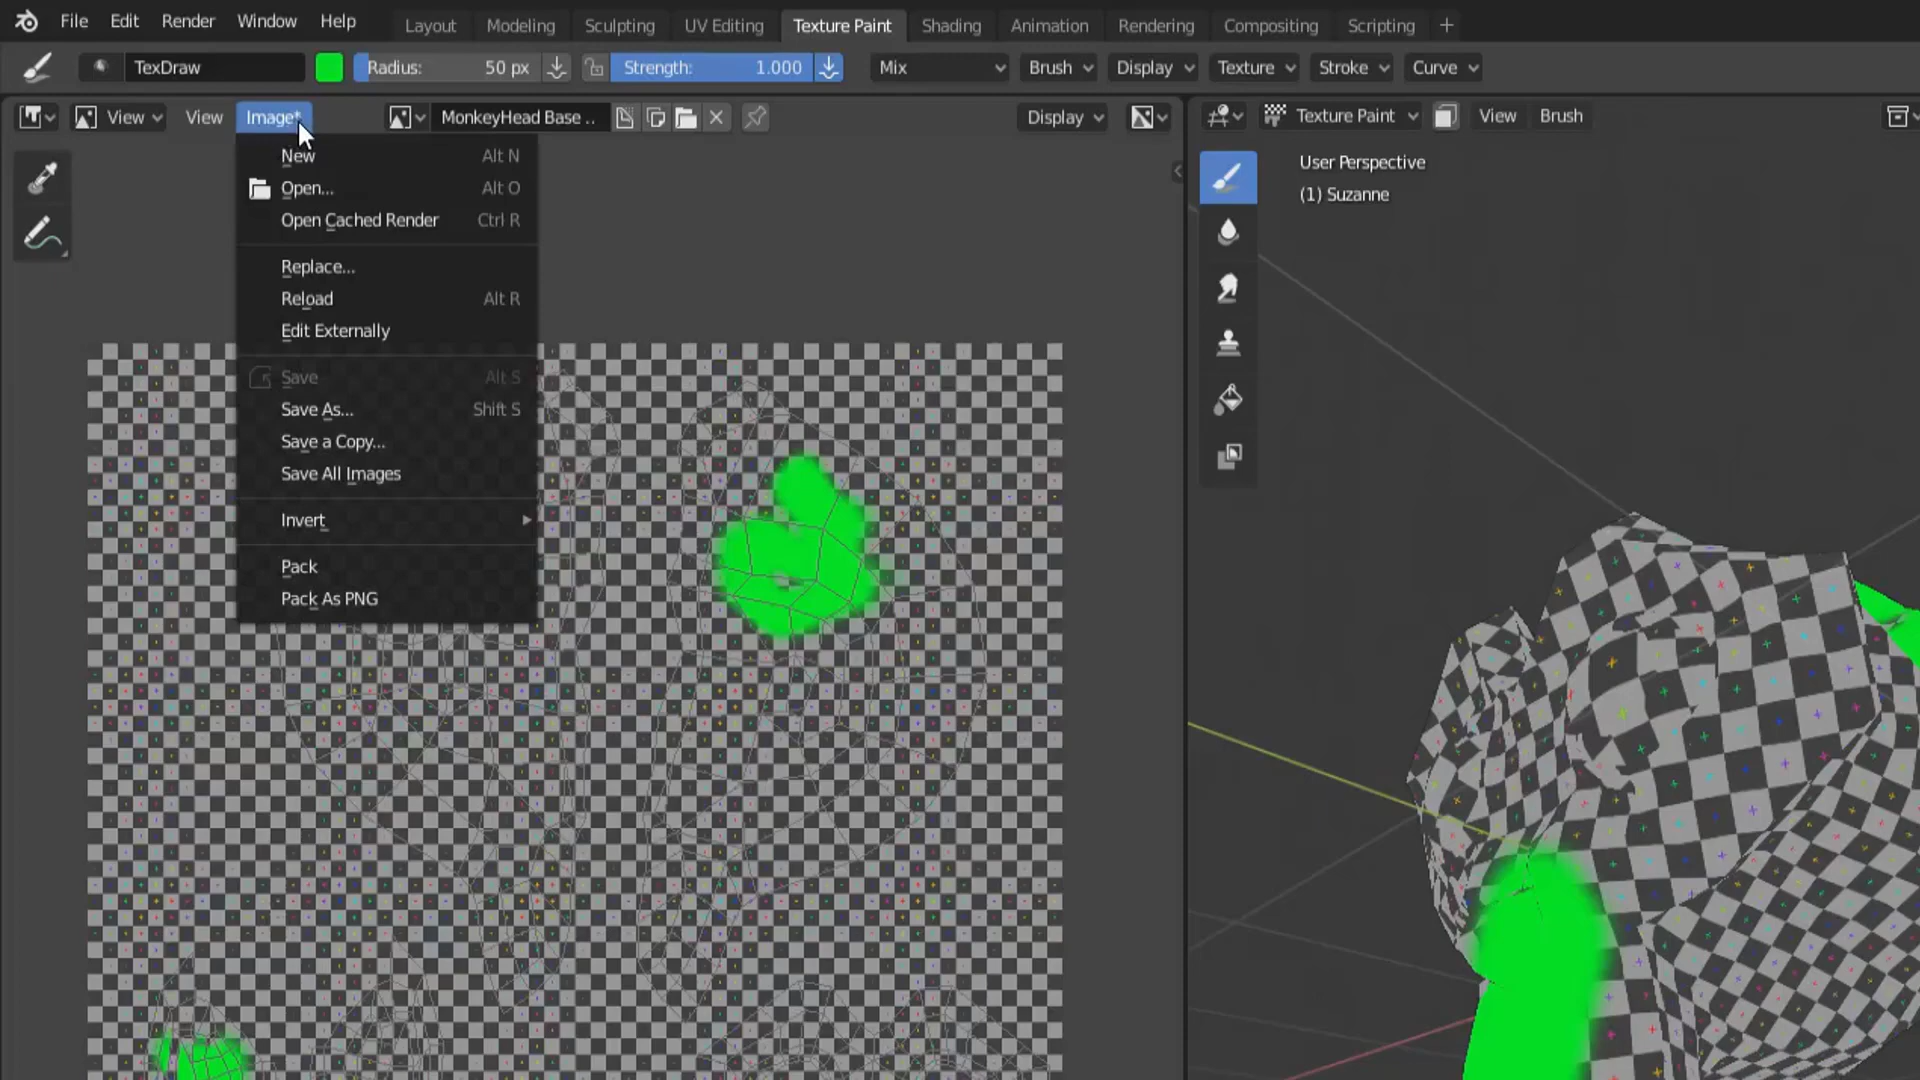 File Edit Render Window Help Layout Modeling Sculpting UV Editing Texture Paint Shading Animation Rendering Compositing Scripting +
TexDraw Radius: 50 px Strength: 1.000 Mix Brush Display Texture Stroke Curve
View View Image* MonkeyHead Base .. Display Texture Paint View Brush
New Alt N
Open... Alt O
Open Cached Render Ctrl R
Replace...
Reload Alt R
Edit Externally
Save Alt S
Save As... Shift S
Save a Copy...
Save All Images
Invert
Pack
Pack As PNG
User Perspective
(1) Suzanne